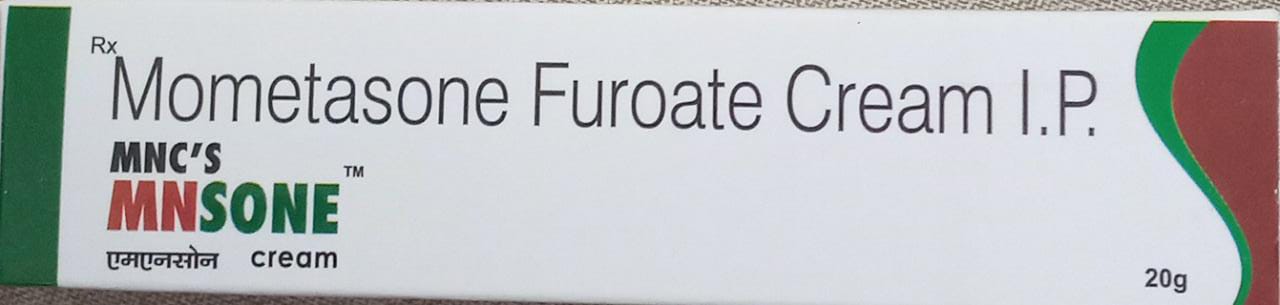 Rx
Mometasone Furoate Cream I.P.
MNC'S
MNSONE™
एमएनसोन cream
20g